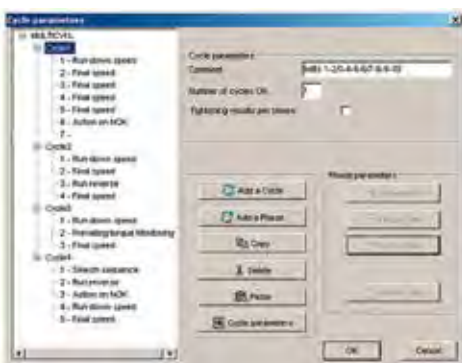 Cycle parameters
MULTICVIL
Cycle1
1 - Run down speed
2 - Final speed
3 - Final speed
4 - Final speed
5 - Final speed
6 - Action on NOK
7 -
Cycle2
1 - Run down speed
2 - Final speed
3 - Run reverse
4 - Final speed
Cycle3
1 - Run down speed
2 - Prevailing torque Monitoring
3 - Final speed
Cycle4
1 - Search sequence
2 - Run reverse
3 - Action on NOK
4 - Run down speed
5 - Final speed
Cycle parameters
Comment
Number of cycles OK
Tightening results per times
Add a Cycle
Add a Phase
Copy
Delete
Paste
Cycle parameters
Phase parameters
OK
Cancel